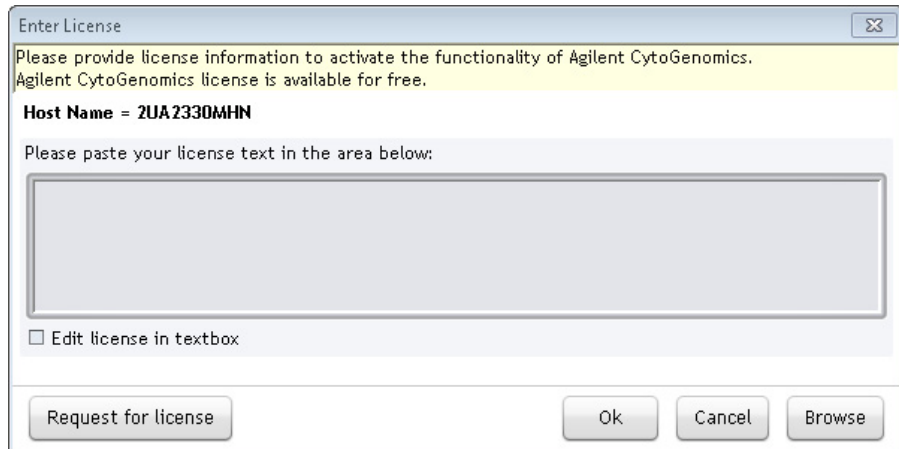 Enter License
Please provide license information to activate the functionality of Agilent CytoGenomics.
Agilent CytoGenomics license is available for free.
Host Name = 2UA2330MHN
Please paste your license text in the area below:
Edit license in textbox
Request for license Ok Cancel Browse